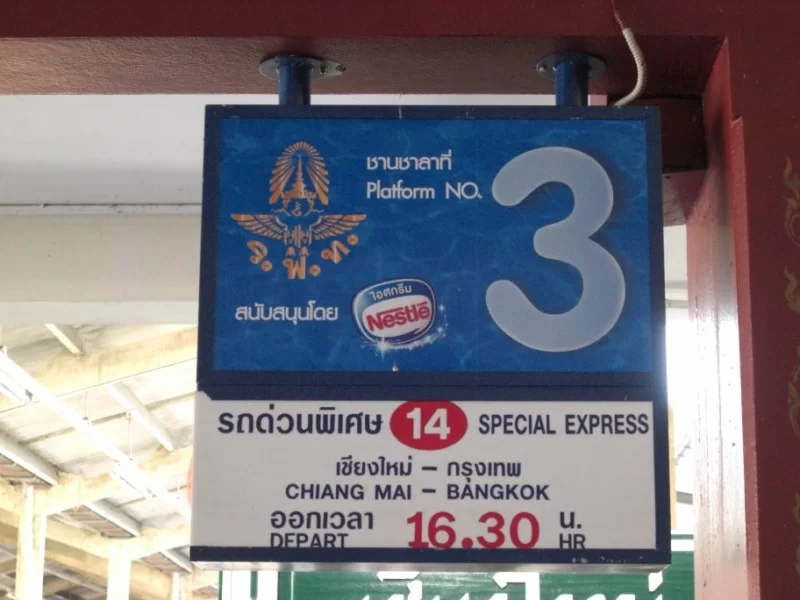 ชานชาลาที่
Platform NO. 3
ร.ฟ.ท.
สนับสนุนโดย
ไอศกรีม
Nestlé
รถด่วนพิเศษ 14 SPECIAL EXPRESS
เชียงใหม่ – กรุงเทพ
CHIANG MAI – BANGKOK
ออกเวลา 16.30 น.
DEPART HR